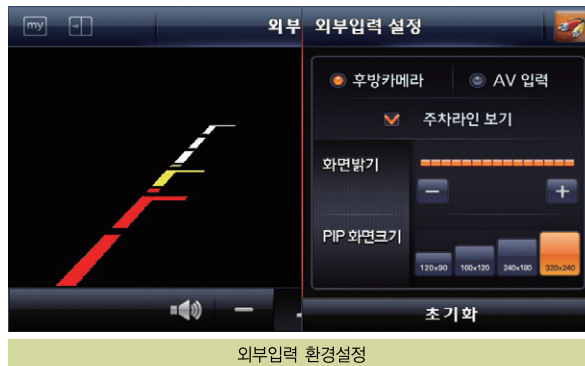 my
외부
외부입력 설정
후방카메라
AV 입력
주차라인 보기
화면밝기
PIP 화면크기
120x90 160x120 240x180 320x240
초기화
외부입력 환경설정